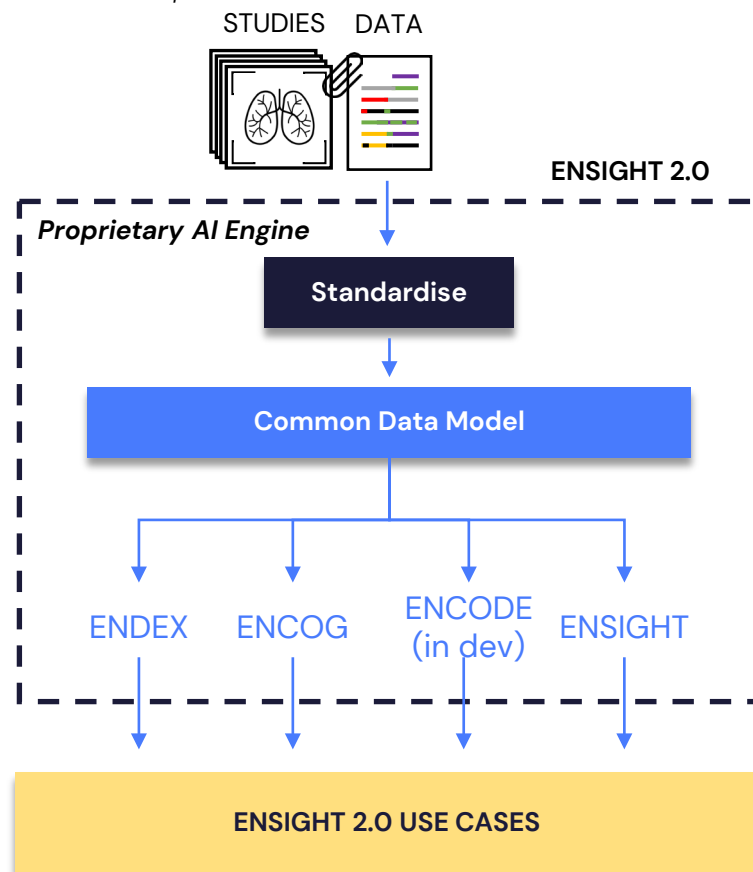 STUDIES DATA
ENSIGHT 2.0
Proprietary AI Engine
Standardise
Common Data Model
ENDEX ENCOG ENCODE (in dev) ENSIGHT
ENSIGHT 2.0 USE CASES